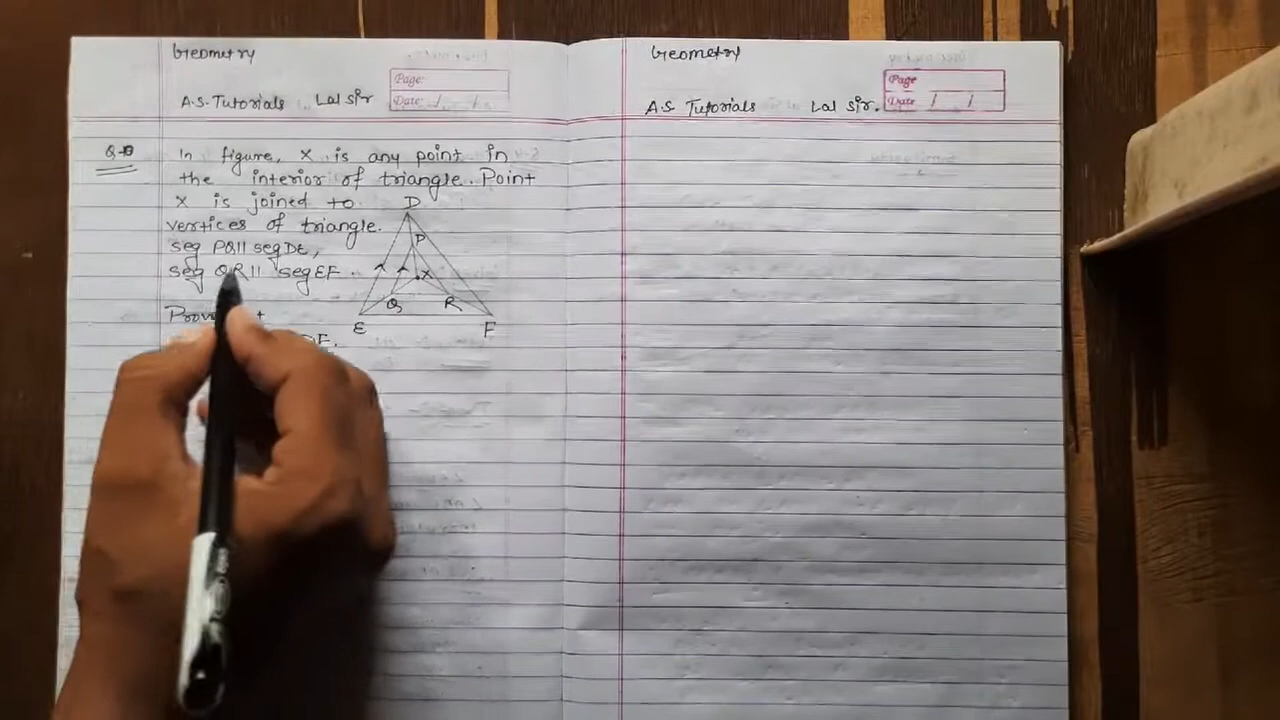 Geometry
Page:
A.S. Tutorials Lal Sir
Date: / /
In figure, X is any point in
the interior of triangle. Point
X is joined to
vertices of triangle.
seg PQ || seg DE,
seg QR || seg EF.
DF.
D
P
X
Q
R
E
F
Geometry
Page
A.S Tutorials Lal Sir.
Date / /